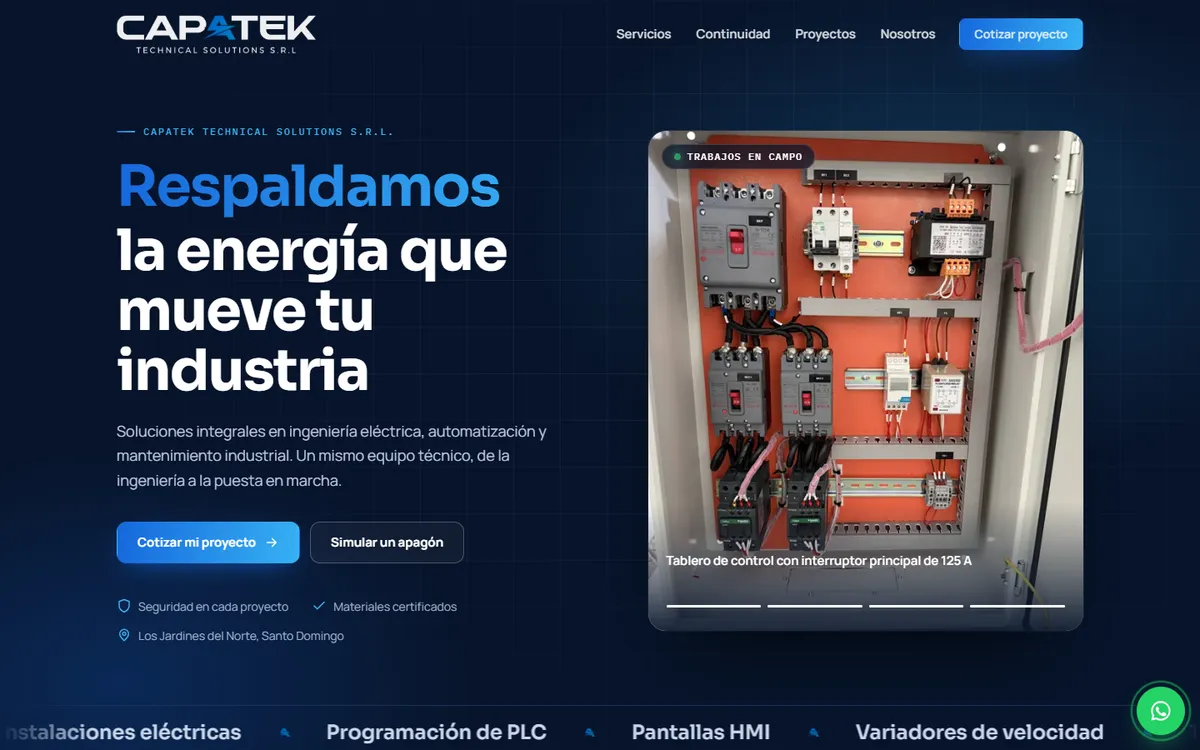 CAPATEK
TECHNICAL SOLUTIONS S.R.L
Servicios
Continuidad
Proyectos
Nosotros
Cotizar proyecto
CAPATEK TECHNICAL SOLUTIONS S.R.L.
Respaldamos
la energía que
mueve tu
industria
Soluciones integrales en ingeniería eléctrica, automatización y
mantenimiento industrial. Un mismo equipo técnico, de la
ingeniería a la puesta en marcha.
Cotizar mi proyecto →
Simular un apagón
Seguridad en cada proyecto
Materiales certificados
Los Jardines del Norte, Santo Domingo
TRABAJOS EN CAMPO
Tablero de control con interruptor principal de 125 A
nstalaciones eléctricas
Programación de PLC
Pantallas HMI
Variadores de velocidad